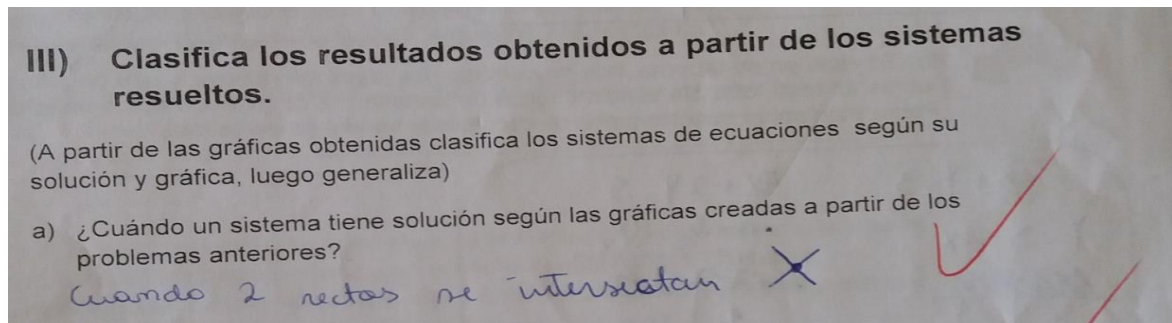 III) Clasifica los resultados obtenidos a partir de los sistemas
resueltos.
(A partir de las gráficas obtenidas clasifica los sistemas de ecuaciones según su
solución y gráfica, luego generaliza)
a) ¿Cuándo un sistema tiene solución según las gráficas creadas a partir de los
problemas anteriores?
Cuando 2 rectas se intersectan